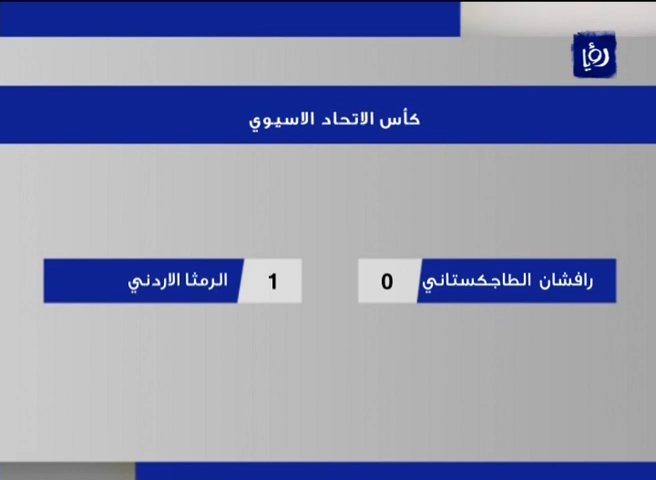 رؤيا
كأس الاتحاد الاسيوي
رافشان الطاجكستاني 0
1 الرمثا الاردني